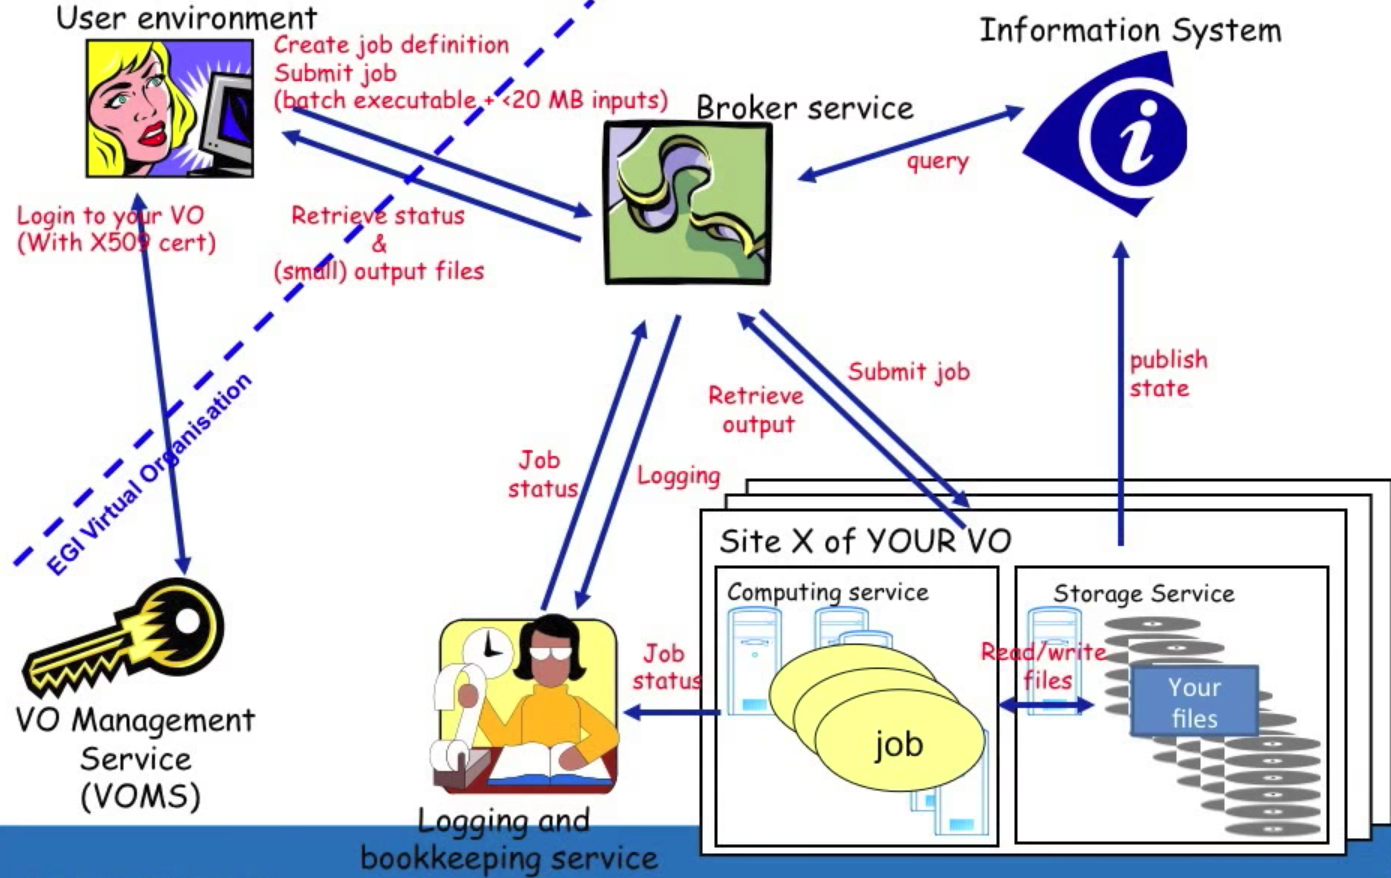 User environment
Create job definition
Submit job
(batch executable + <20 MB inputs)
Information System
Broker service
query
Login to your VO
(With X509 cert)
Retrieve status
&
(small) output files
EGI Virtual Organisation
publish
state
Submit job
Retrieve
output
Job
status
Logging
Site X of YOUR VO
Computing service
Storage Service
Read/write
files
Your
files
job
Job
status
VO Management
Service
(VOMS)
Logging and
bookkeeping service
i